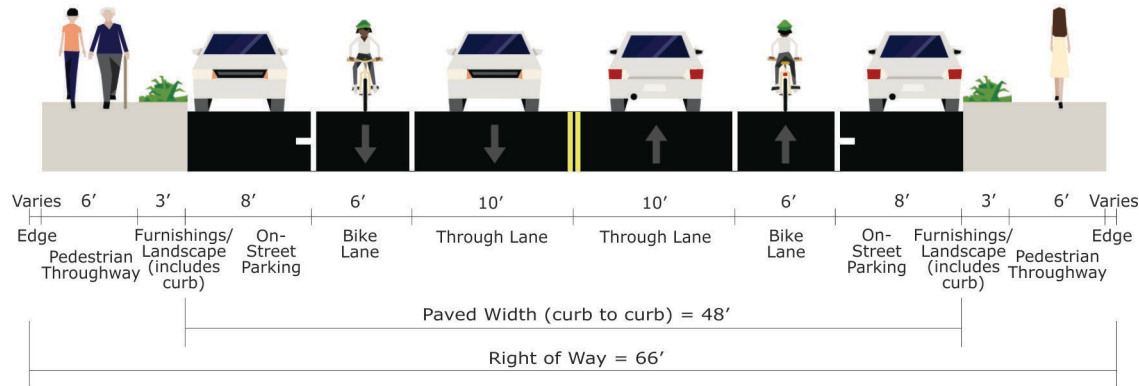 Varies 6’ 3’ 8’ 6’ 10’ 10’ 6’ 8’ 3’ 6’ Varies
Edge
Pedestrian
Throughway
Furnishings/
Landscape
(includes
curb)
On-
Street
Parking
Bike
Lane
Through Lane
Through Lane
Bike
Lane
On-
Street
Parking
Furnishings/
Landscape
(includes
curb)
Pedestrian
Throughway
Edge
Paved Width (curb to curb) = 48’
Right of Way = 66’